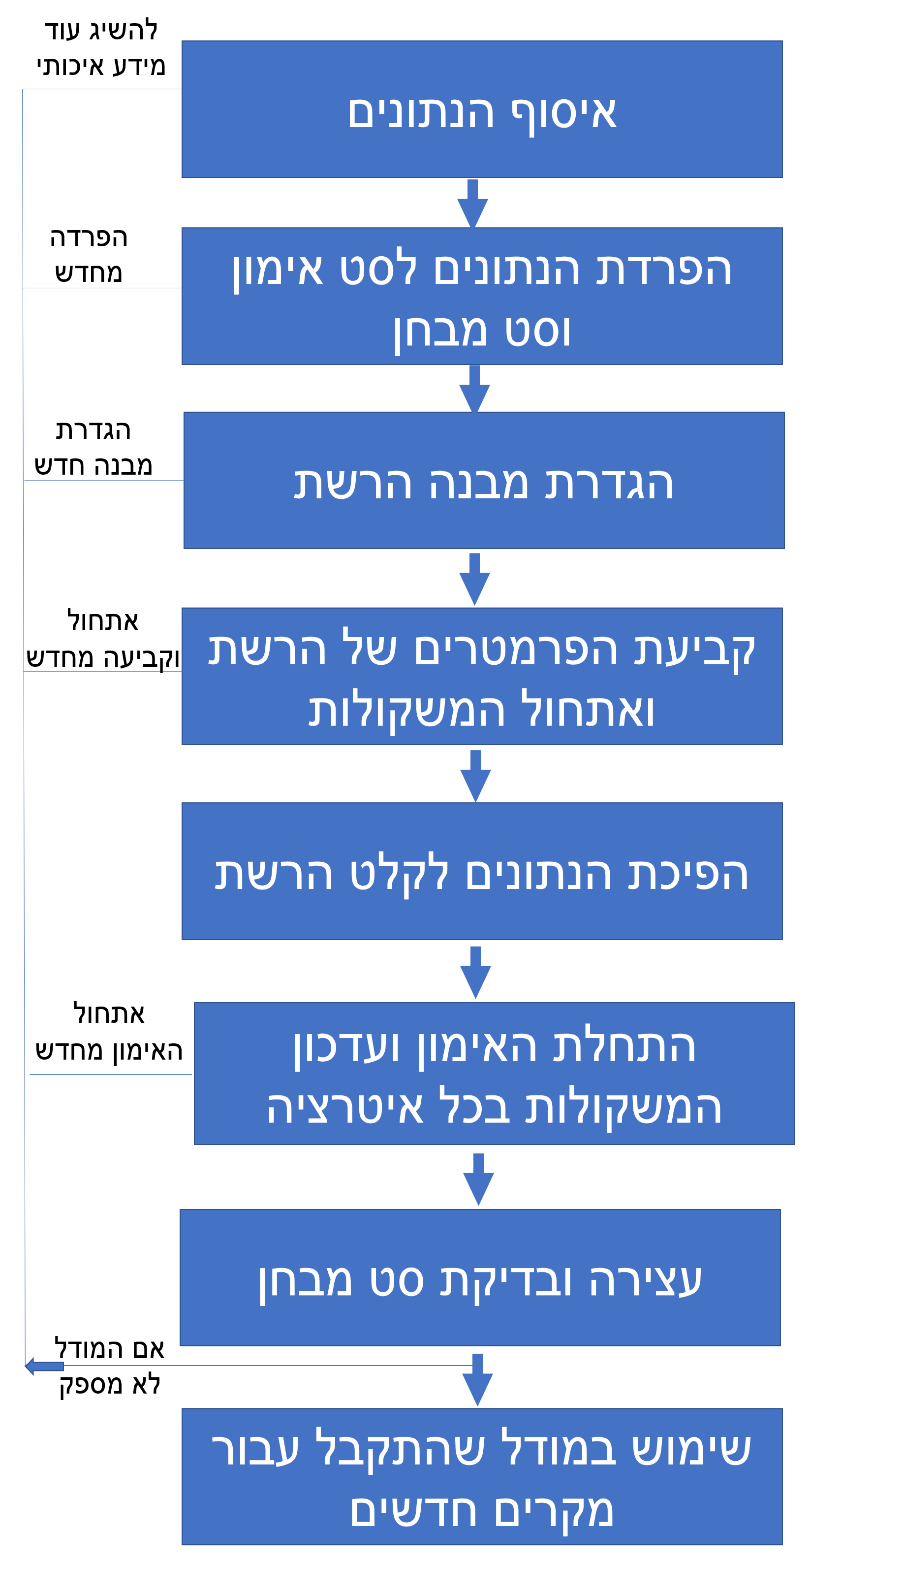 להשיג עוד
מידע איכותי
איסוף הנתונים
הפרדה
מחדש
הפרדת הנתונים לסט אימון
וסט מבחן
הגדרת
מבנה חדש
הגדרת מבנה הרשת
אתחול
וקביעה מחדש
קביעת הפרמטרים של הרשת
ואתחול המשקולות
הפיכת הנתונים לקלט הרשת
אתחול
האימון מחדש
התחלת האימון ועדכון
המשקולות בכל איטרציה
עצירה ובדיקת סט מבחן
אם המודל
לא מספק
שימוש במודל שהתקבל עבור
מקרים חדשים